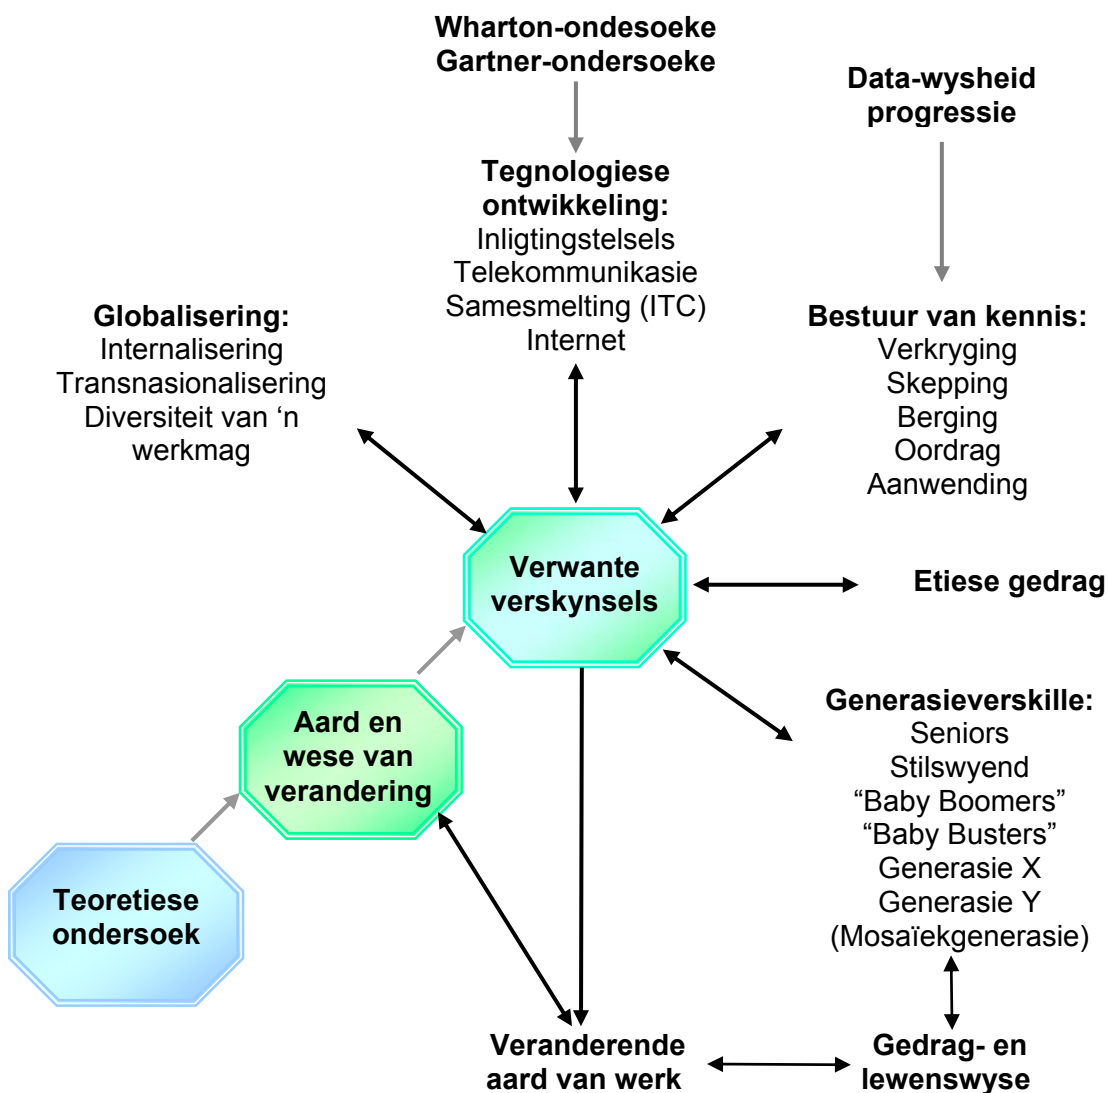 Wharton-ondesoeke
Gartner-ondersoeke
Data-wysheid
progressie
Tegnologiese
ontwikkeling:
Inligtingstelsels
Telekommunikasie
Samesmelting (ITC)
Internet
Globalisering:
Internalisering
Transnasionalisering
Diversiteit van ‘n
werkmag
Bestuur van kennis:
Verkryging
Skepping
Berging
Oordrag
Aanwending
Verwante
verskynsels
Etiese gedrag
Aard en
wese van
verandering
Generasieverskille:
Seniors
Stilswyend
“Baby Boomers”
“Baby Busters”
Generasie X
Generasie Y
(Mosaïekgenerasie)
Teoretiese
ondersoek
Veranderende
aard van werk
Gedrag- en
lewenswyse